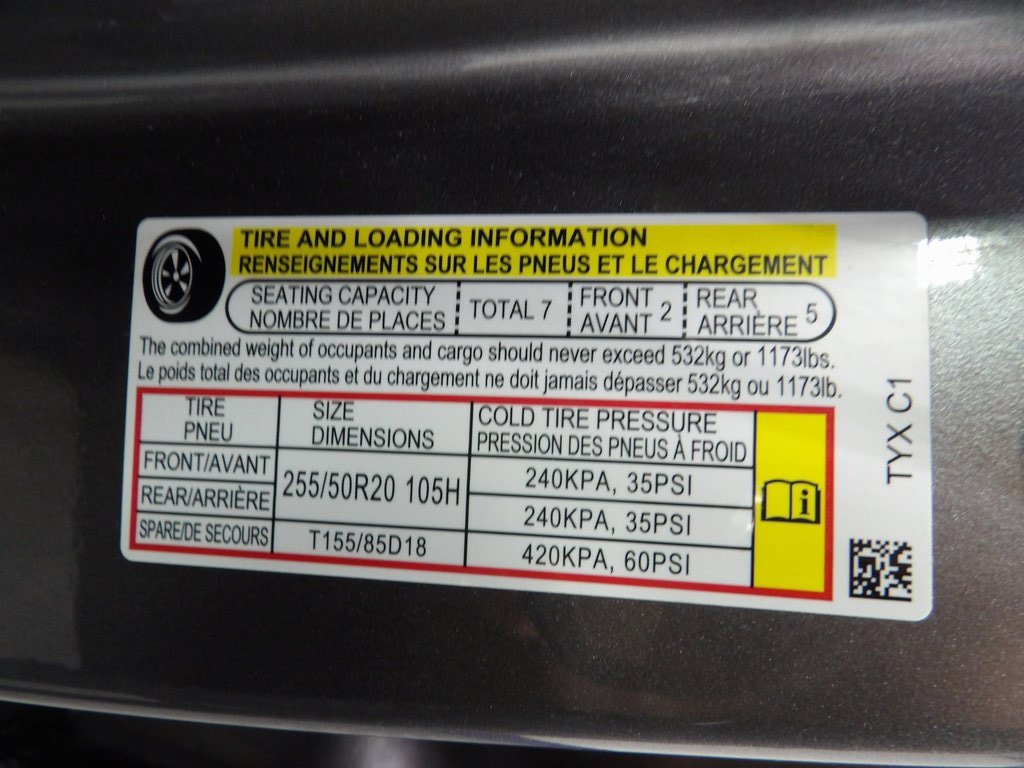 TIRE AND LOADING INFORMATION
RENSEIGNEMENTS SUR LES PNEUS ET LE CHARGEMENT
SEATING CAPACITY
NOMBRE DE PLACES
TOTAL 7
FRONT
AVANT 2
REAR
ARRIÈRE 5
The combined weight of occupants and cargo should never exceed 532kg or 1173lbs.
Le poids total des occupants et du chargement ne doit jamais dépasser 532kg ou 1173lb.
TIRE
PNEU
SIZE
DIMENSIONS
COLD TIRE PRESSURE
PRESSION DES PNEUS À FROID
FRONT/AVANT
255/50R20 105H
240KPA, 35PSI
REAR/ARRIÈRE
240KPA, 35PSI
SPARE/DE SECOURS
T155/85D18
420KPA, 60PSI
i
TYX C1